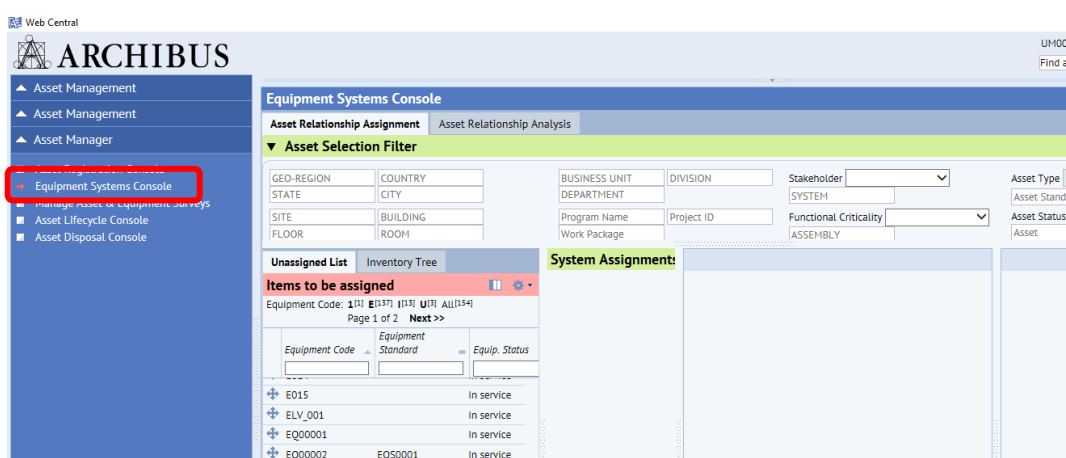 Web Central
ARCHIBUS
UM00
Find a
Asset Management
Asset Management
Asset Manager
Asset Registration Console
Equipment Systems Console
Manage Asset & Equipment Surveys
Asset Lifecycle Console
Asset Disposal Console
Equipment Systems Console
Asset Relationship Assignment Asset Relationship Analysis
Asset Selection Filter
GEO-REGION COUNTRY BUSINESS UNIT DIVISION Stakeholder Asset Type
STATE CITY DEPARTMENT SYSTEM Asset Stand
SITE BUILDING Program Name Project ID Functional Criticality Asset Status
FLOOR ROOM Work Package ASSEMBLY Asset
Unassigned List Inventory Tree
System Assignments
Items to be assigned
Equipment Code: 1[1] E[137] I[13] U[3] ALL[154]
Page 1 of 2 Next >>
Equipment Code Equipment Standard Equip. Status
E015 In service
ELV_001 In service
EQ00001 In service
EQ00002 EQS0001 In service